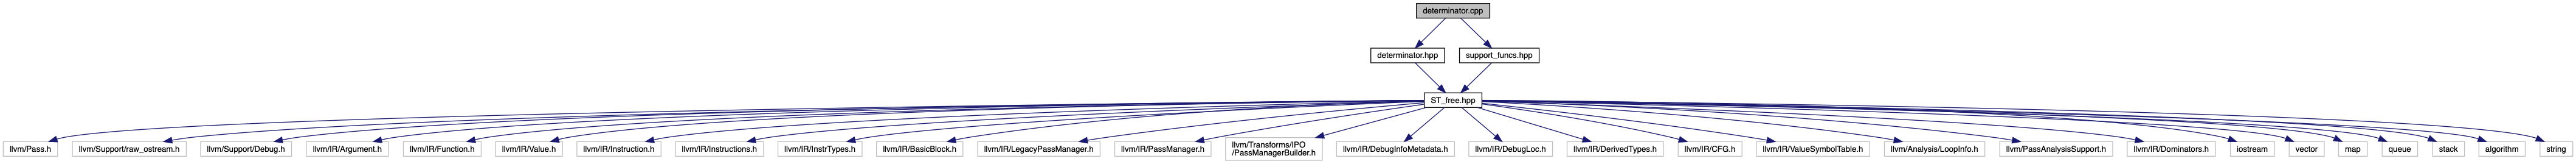 determinator.cpp
determinator.hpp
support_funcs.hpp
ST_free.hpp
llvm/Pass.h
llvm/Support/raw_ostream.h
llvm/Support/Debug.h
llvm/IR/Argument.h
llvm/IR/Function.h
llvm/IR/Value.h
llvm/IR/Instruction.h
llvm/IR/Instructions.h
llvm/IR/InstrTypes.h
llvm/IR/BasicBlock.h
llvm/IR/LegacyPassManager.h
llvm/IR/PassManager.h
llvm/Transforms/IPO
/PassManagerBuilder.h
llvm/IR/DebugInfoMetadata.h
llvm/IR/DebugLoc.h
llvm/IR/DerivedTypes.h
llvm/IR/CFG.h
llvm/IR/ValueSymbolTable.h
llvm/Analysis/LoopInfo.h
llvm/PassAnalysisSupport.h
llvm/IR/Dominators.h
iostream
vector
map
queue
stack
algorithm
string